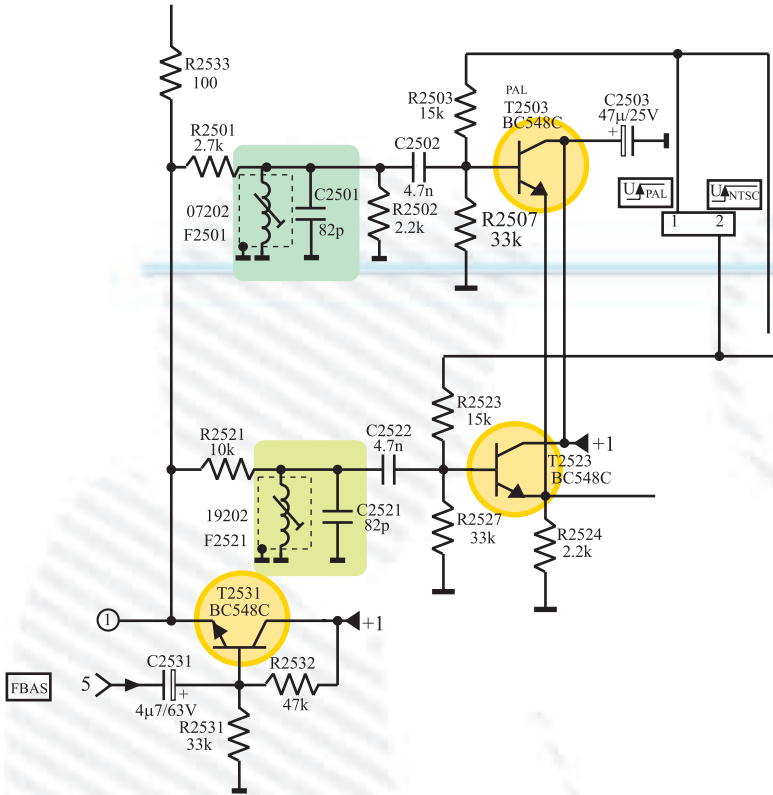 R2533
100
R2501
2.7k
07202
F2501
C2501
82p
R2502
2.2k
C2502
4.7n
R2503
15k
PAL
T2503
BC548C
C2503
47µ/25V
+
R2507
33k
U PAL
U NTSC
1
2
R2521
10k
19202
F2521
C2521
82p
C2522
4.7n
R2523
15k
R2527
33k
+1
T2523
BC548C
R2524
2.2k
T2531
BC548C
1
+1
FBAS
5
C2531
+
4µ7/63V
R2532
47k
R2531
33k